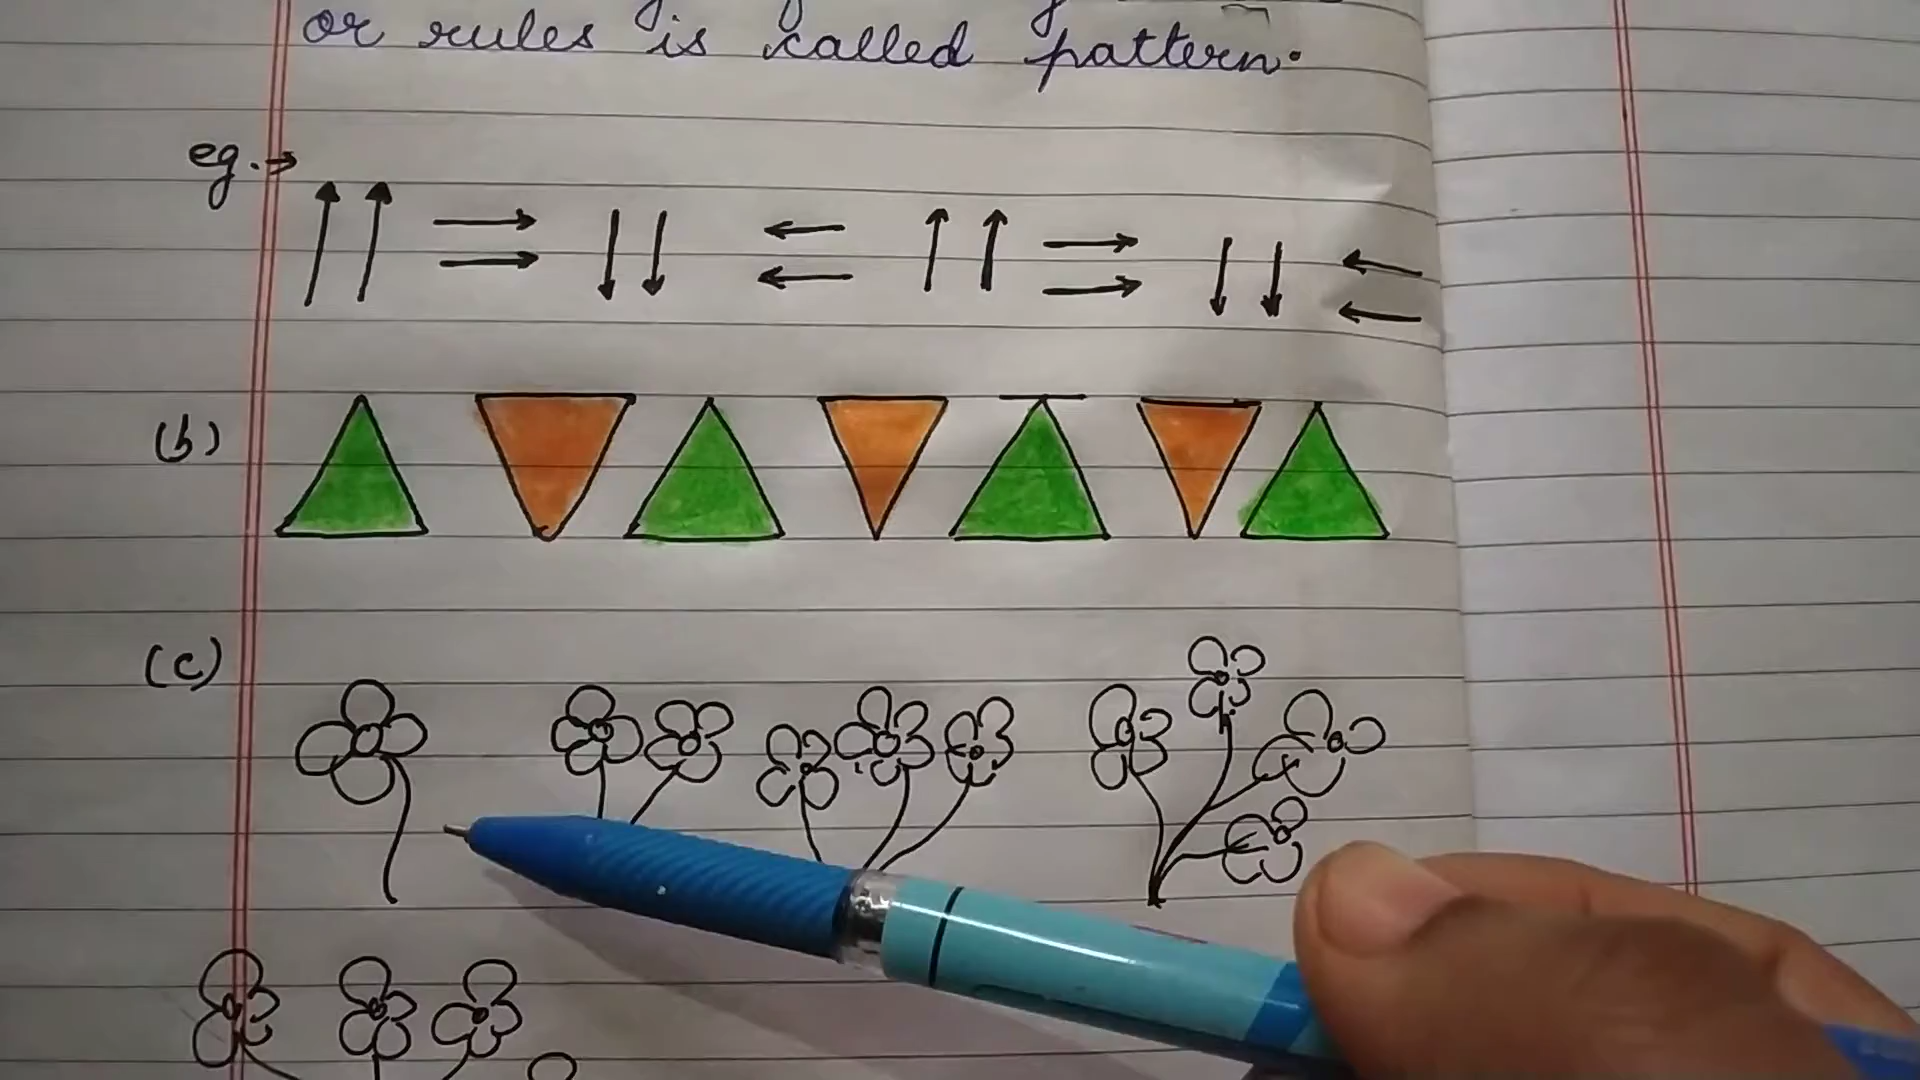 or rules is called pattern.
eg. →
(b)
(c)